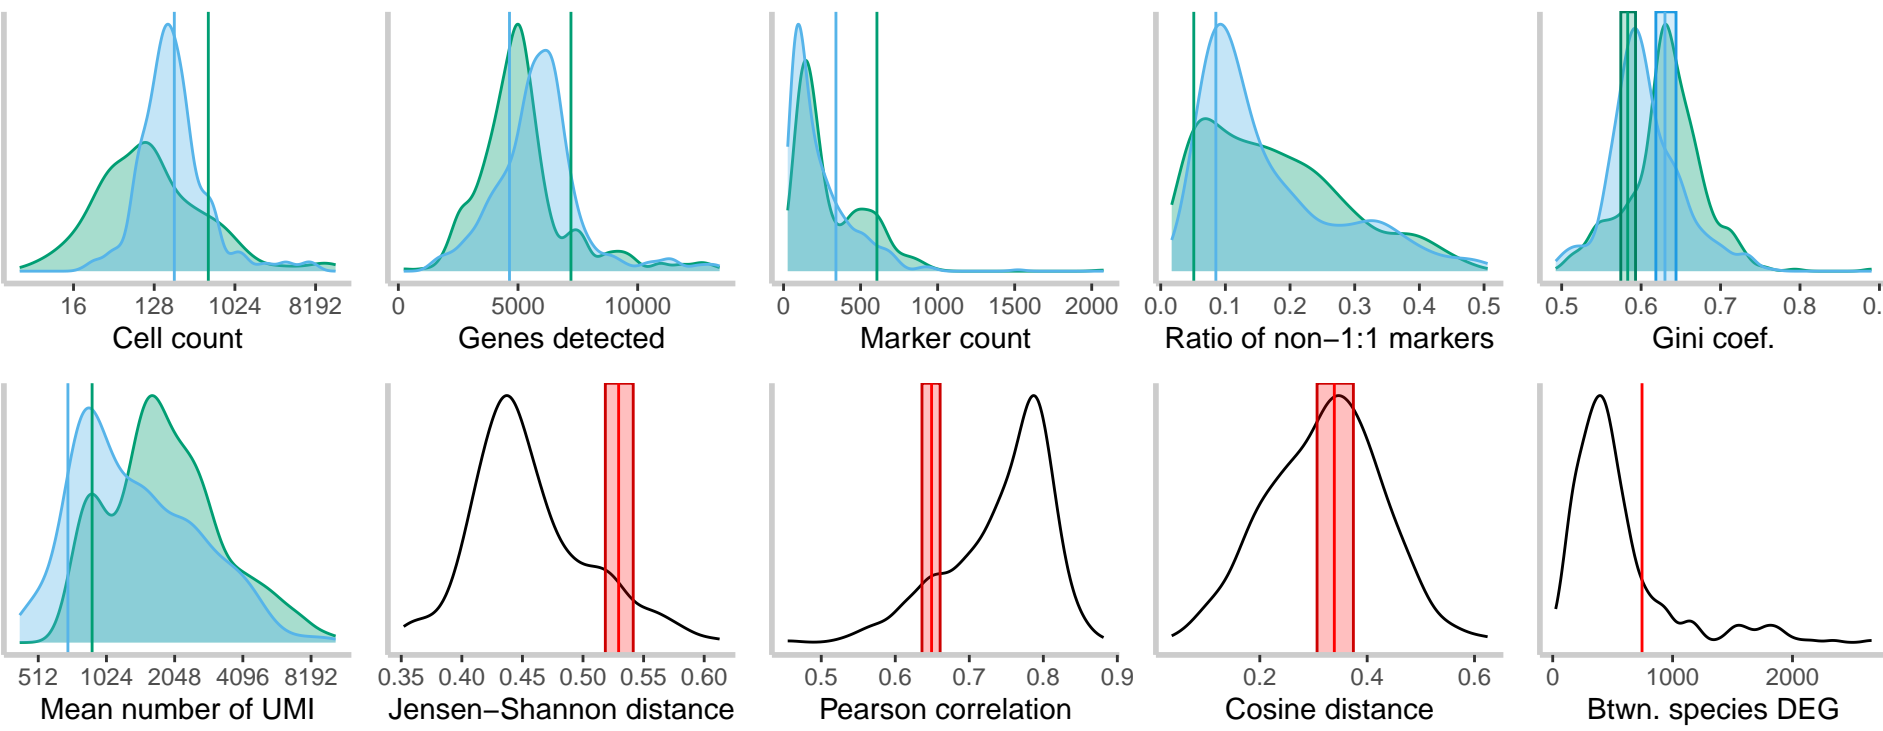 16 128 1024 8192
Cell count
0 5000 10000
Genes detected
0 500 1000 1500 2000
Marker count
0.0 0.1 0.2 0.3 0.4 0.5
Ratio of non−1:1 markers
0.5 0.6 0.7 0.8 0.
Gini coef.
512 1024 2048 4096 8192
Mean number of UMI
0.35 0.40 0.45 0.50 0.55 0.60
Jensen−Shannon distance
0.5 0.6 0.7 0.8 0.9
Pearson correlation
0.2 0.4 0.6
Cosine distance
0 1000 2000
Btwn. species DEG